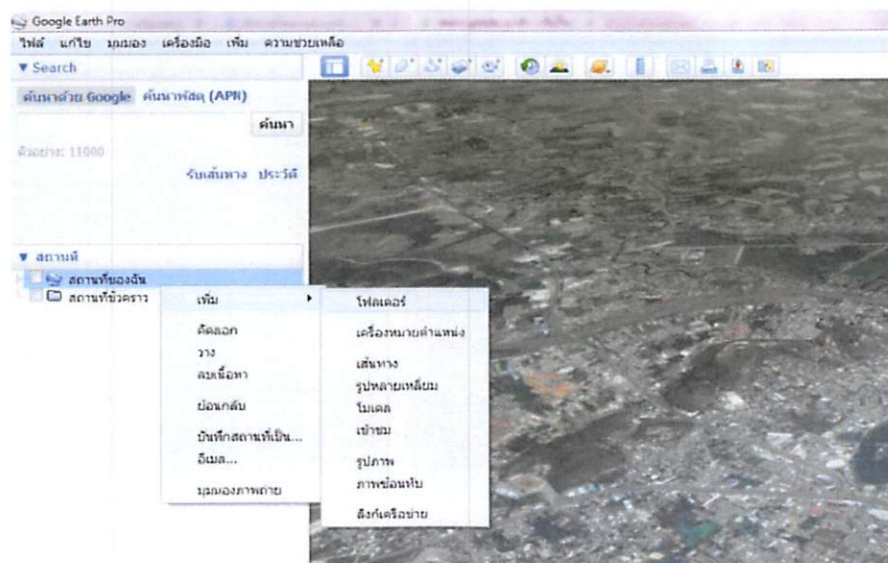 Google Earth Pro
ไฟล์ แก้ไข มุมมอง เครื่องมือ เพิ่ม ความช่วยเหลือ
▼ Search
ค้นหาด้วย Google ค้นหาพัสดุ (APN)
ค้นหา
ตัวอย่าง: 11000
รับเส้นทาง ประวัติ
▼ สถานที่
สถานที่ของฉัน
สถานที่ชั่วคราว
เพิ่ม
คัดลอก
วาง
ลบเนื้อหา
ย้อนกลับ
บันทึกสถานที่เป็น...
อีเมล...
มุมมองภาพถ่าย
โฟลเดอร์
เครื่องหมายตำแหน่ง
เส้นทาง
รูปหลายเหลี่ยม
โมเดล
เข้าชม
รูปภาพ
ภาพซ้อนทับ
ลิงก์เครือข่าย